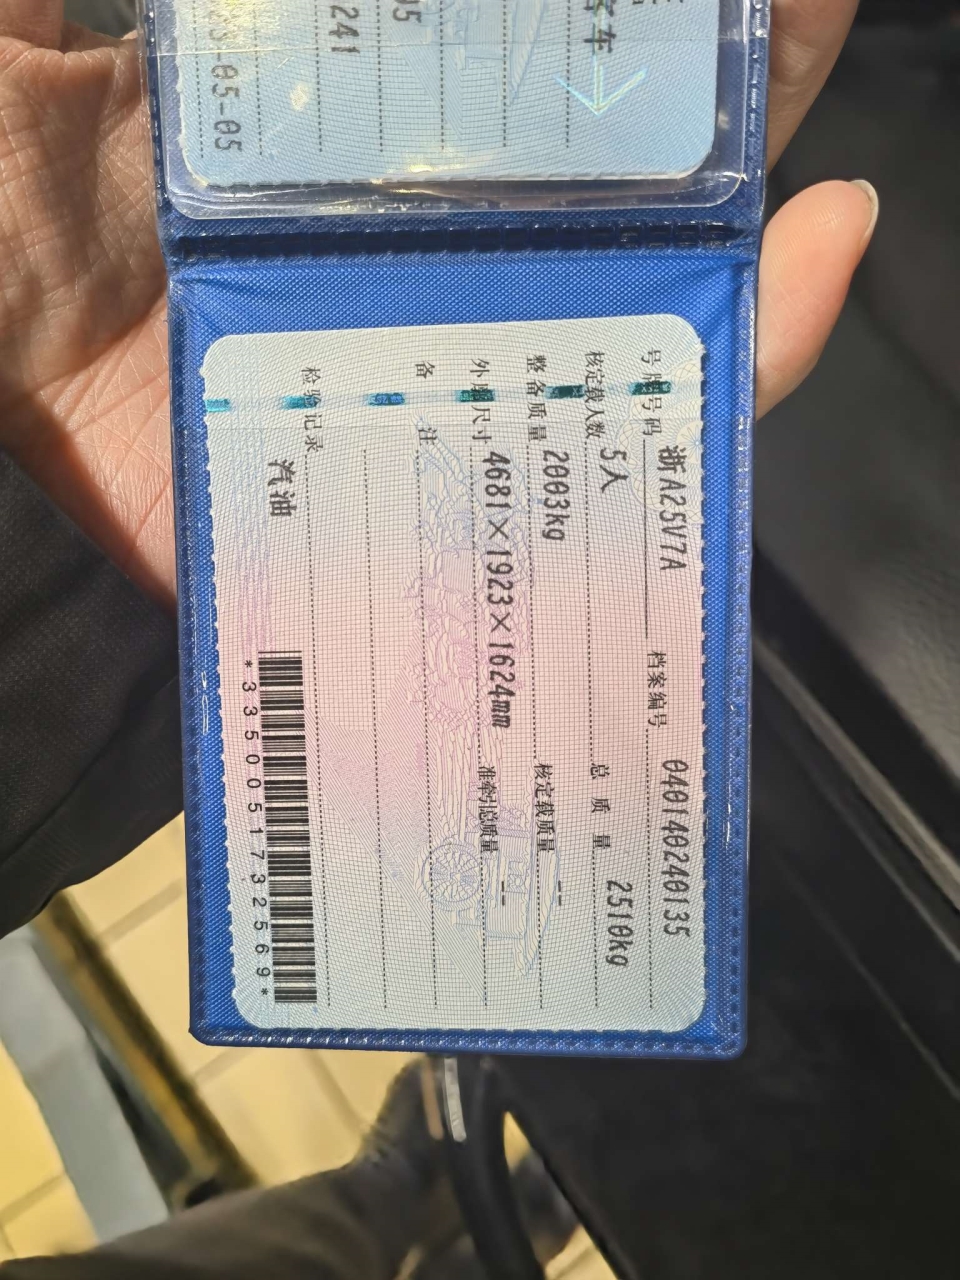 车
241
-05-05
号牌号码 浙A25V7A 档案编号 040140240135
核定载人数 5人 总质量 2510kg
整备质量 2003kg 核定载质量 --
外廓尺寸 4681×1923×1624mm 准牵引总质量 --
备注
检验记录
汽油
*3350051732569*